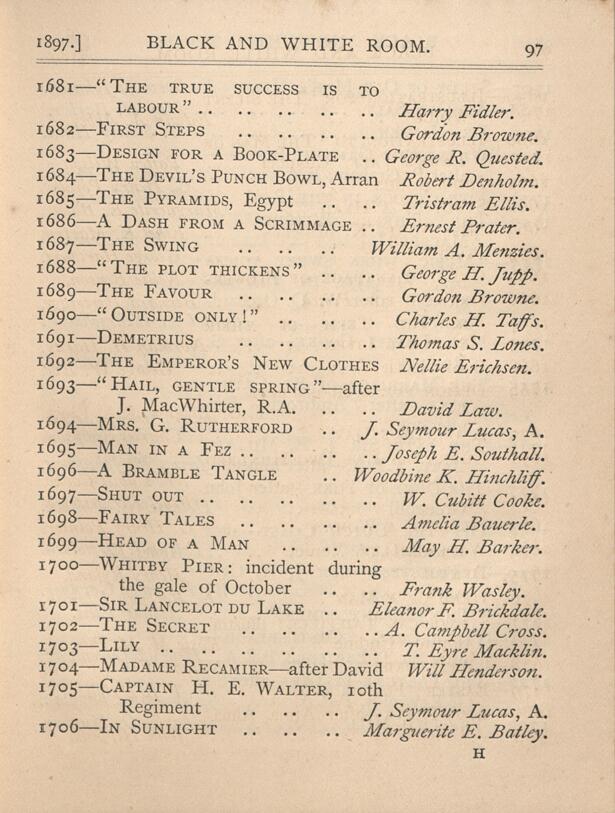 1897.] BLACK AND WHITE ROOM. 97
1681—“THE TRUE SUCCESS IS TO
LABOUR” .. .. .. .. .. .. Harry Fidler.
1682—FIRST STEPS .. .. .. .. Gordon Browne.
1683—DESIGN FOR A BOOK-PLATE .. George R. Quested.
1684—THE DEVIL’S PUNCH BOWL, Arran Robert Denholm.
1685—THE PYRAMIDS, Egypt .. .. Tristram Ellis.
1686—A DASH FROM A SCRIMMAGE .. Ernest Prater.
1687—THE SWING .. .. .. .. William A. Menzies.
1688—“THE PLOT THICKENS” .. .. George H. Jupp.
1689—THE FAVOUR .. .. .. .. Gordon Browne.
1690—“OUTSIDE ONLY!” .. .. .. Charles H. Taffs.
1691—DEMETRIUS .. .. .. .. Thomas S. Lones.
1692—THE EMPEROR’S NEW CLOTHES Nellie Erichsen.
1693—“HAIL, GENTLE SPRING”—after
J. MACWHIRTER, R.A. .. .. David Law.
1694—MRS. G. RUTHERFORD .. J. Seymour Lucas, A.
1695—MAN IN A FEZ .. .. .. .. Joseph E. Southall.
1696—A BRAMBLE TANGLE .. Woodbine K. Hinchliff.
1697—SHUT OUT .. .. .. .. .. W. Cubitt Cooke.
1698—FAIRY TALES .. .. .. .. Amelia Bauerle.
1699—HEAD OF A MAN .. .. .. May H. Barker.
1700—WHITBY PIER: incident during
the gale of October .. .. Frank Wasley.
1701—SIR LANCELOT DU LAKE .. Eleanor F. Brickdale.
1702—THE SECRET .. .. .. .. A. Campbell Cross.
1703—LILY .. .. .. .. .. .. T. Eyre Macklin.
1704—MADAME RECAMIER—after David Will Henderson.
1705—CAPTAIN H. E. WALTER, 10th
Regiment .. .. .. J. Seymour Lucas, A.
1706—IN SUNLIGHT .. .. .. Marguerite E. Batley.
H